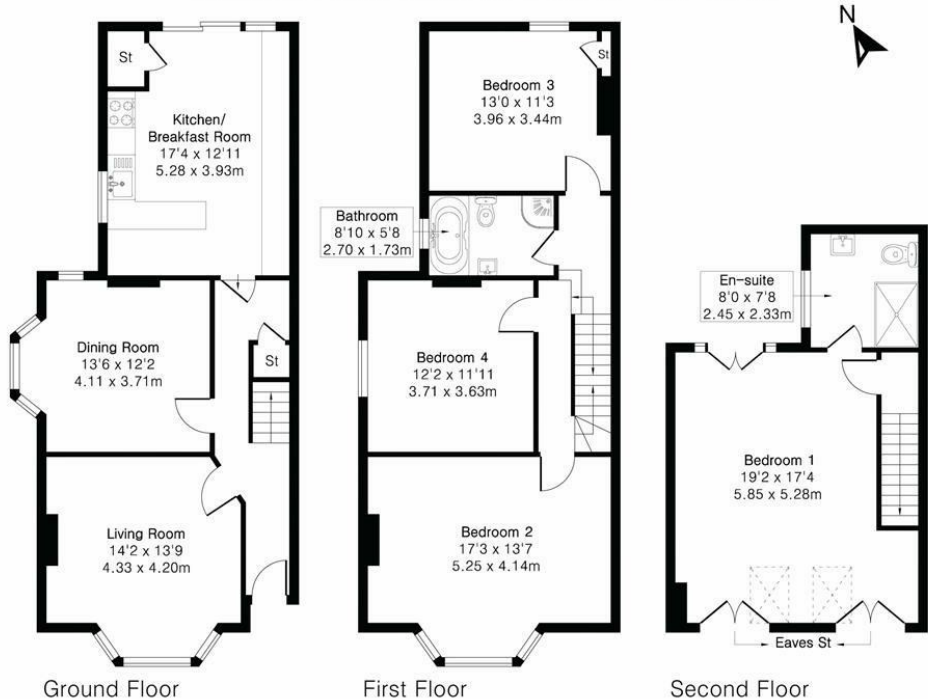 N
St
Kitchen/
Breakfast Room
17'4 x 12'11
5.28 x 3.93m
Dining Room
13'6 x 12'2
4.11 x 3.71m
St
Living Room
14'2 x 13'9
4.33 x 4.20m
Ground Floor
St
Bedroom 3
13'0 x 11'3
3.96 x 3.44m
Bathroom
8'10 x 5'8
2.70 x 1.73m
Bedroom 4
12'2 x 11'11
3.71 x 3.63m
Bedroom 2
17'3 x 13'7
5.25 x 4.14m
First Floor
En-suite
8'0 x 7'8
2.45 x 2.33m
Bedroom 1
19'2 x 17'4
5.85 x 5.28m
Eaves St
Second Floor